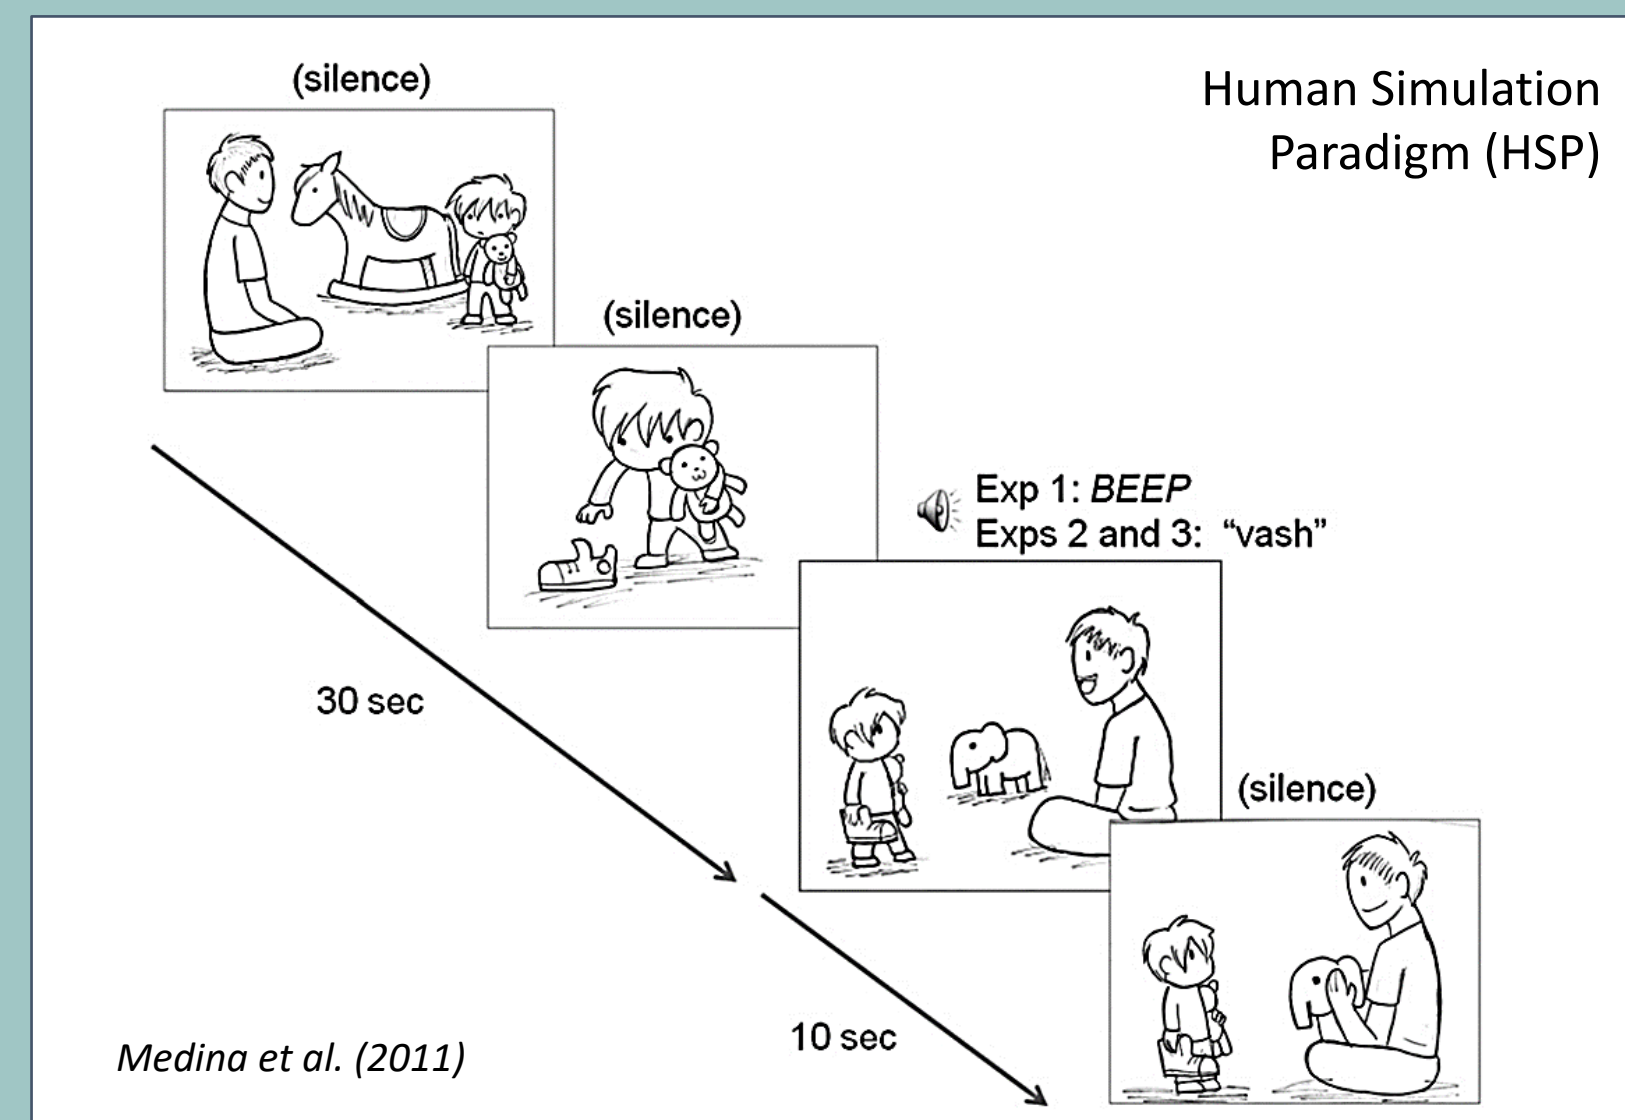 (silence)
Human Simulation
Paradigm (HSP)
(silence)
Exp 1: BEEP
Exps 2 and 3: “vash”
30 sec
(silence)
10 sec
Medina et al. (2011)